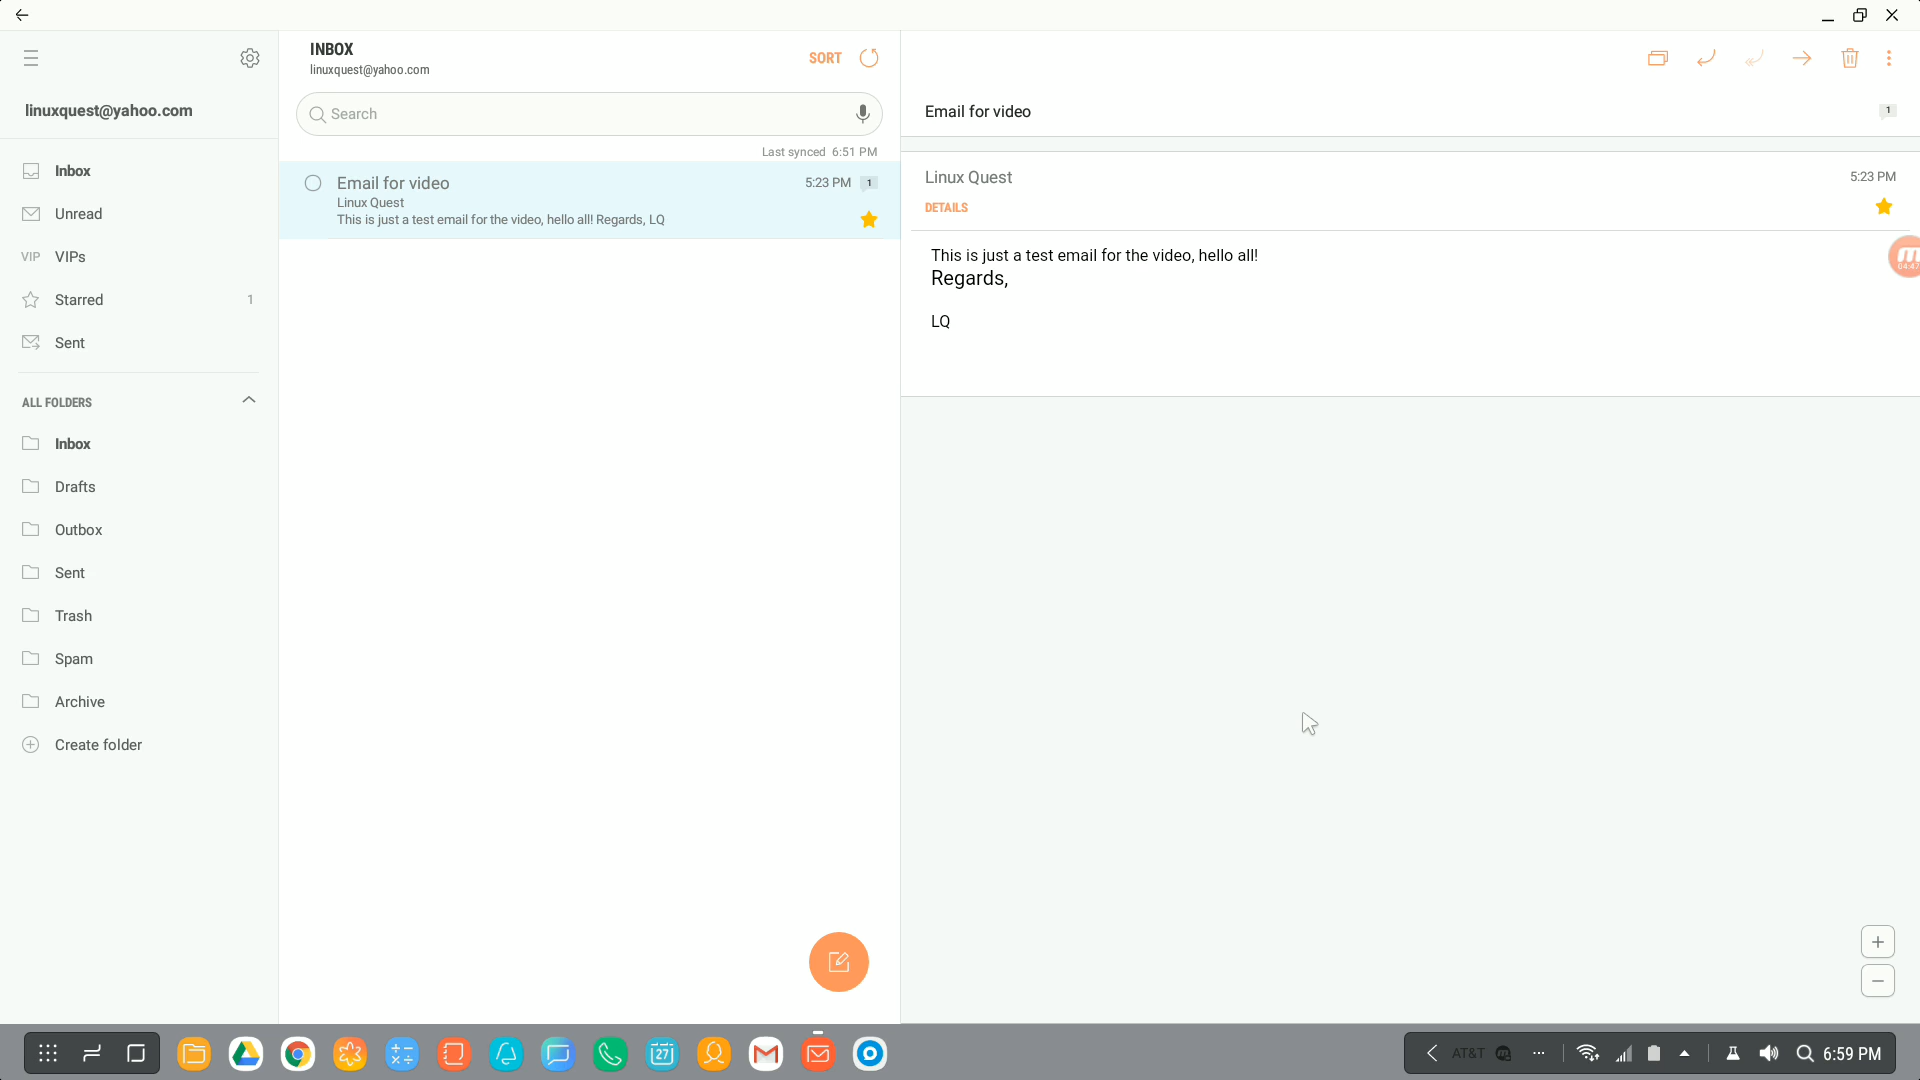 linuxquest@yahoo.com
Inbox
Unread
VIP VIPs
Starred 1
Sent
ALL FOLDERS
Inbox
Drafts
Outbox
Sent
Trash
Spam
Archive
Create folder
INBOX
linuxquest@yahoo.com
SORT
Search
Last synced 6:51 PM
Email for video 5:23 PM 1
Linux Quest
This is just a test email for the video, hello all! Regards, LQ
Email for video 1
Linux Quest 5:23 PM
DETAILS
This is just a test email for the video, hello all!
Regards,
LQ
04:47
27
AT&T
6:59 PM